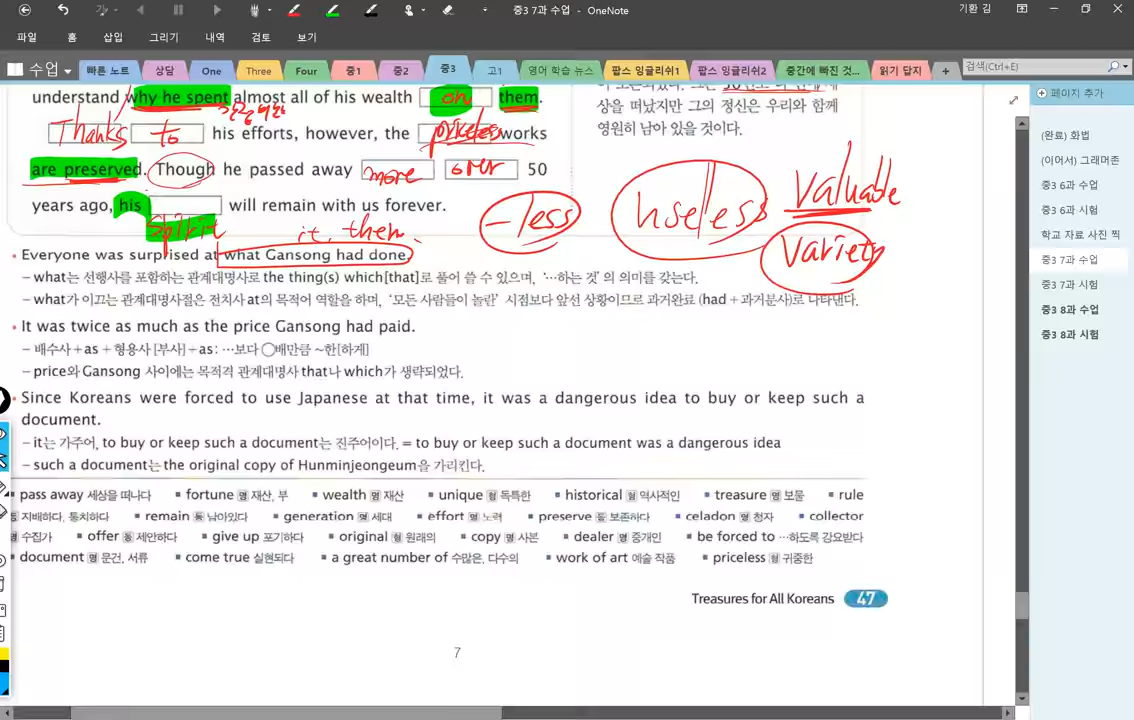 중3 7과 수업 - OneNote
기환 김
파일 홈 삽입 그리기 내역 검토 보기
수업 빠른 노트 상담 One Three Four 중1 중2 중3 고1 영어 학습 뉴스 팝스 잉글리쉬1 팝스 잉글리쉬2 중간에 빠진 것... 읽기 답지 + 검색(Ctrl+E)
페이지 추가
(완료) 화법
(이어서) 그래머존
중3 6과 수업
중3 6과 시험
학교 자료 사진 찍
중3 7과 수업
중3 7과 시험
중3 8과 수업
중3 8과 시험
understand why he spent almost all of his wealth on them.
Thanks to his efforts, however, the priceless works
are preserved. Though he passed away more over 50
years ago, his spirit will remain with us forever.
상을 떠났지만 그의 정신은 우리와 함께
영원히 남아 있을 것이다.
-less useless valuable
variety
it, them
• Everyone was surprised at what Gansong had done.
– what는 선행사를 포함하는 관계대명사로 the thing(s) which[that]로 풀어 쓸 수 있으며, ‘…하는 것’의 의미를 갖는다.
– what가 이끄는 관계대명사절은 전치사 at의 목적어 역할을 하며, ‘모든 사람들이 놀란’ 시점보다 앞선 상황이므로 과거완료 (had + 과거분사)로 나타낸다.
• It was twice as much as the price Gansong had paid.
– 배수사 + as + 형용사 [부사] + as: …보다 ◯배만큼 ~한[하게]
– price와 Gansong 사이에는 목적격 관계대명사 that나 which가 생략되었다.
• Since Koreans were forced to use Japanese at that time, it was a dangerous idea to buy or keep such a
document.
– it는 가주어, to buy or keep such a document는 진주어이다. = to buy or keep such a document was a dangerous idea
– such a document는 the original copy of Hunminjeongeum을 가리킨다.
▪ pass away 세상을 떠나다 ▪ fortune 명 재산, 부 ▪ wealth 명 재산 ▪ unique 형 독특한 ▪ historical 형 역사적인 ▪ treasure 명 보물 ▪ rule
동 지배하다, 통치하다 ▪ remain 동 남아있다 ▪ generation 명 세대 ▪ effort 명 노력 ▪ preserve 동 보존하다 ▪ celadon 명 청자 ▪ collector
명 수집가 ▪ offer 동 제안하다 ▪ give up 포기하다 ▪ original 형 원래의 ▪ copy 명 사본 ▪ dealer 명 중개인 ▪ be forced to …하도록 강요받다
▪ document 명 문건, 서류 ▪ come true 실현되다 ▪ a great number of 수많은, 다수의 ▪ work of art 예술 작품 ▪ priceless 형 귀중한
Treasures for All Koreans 47
7